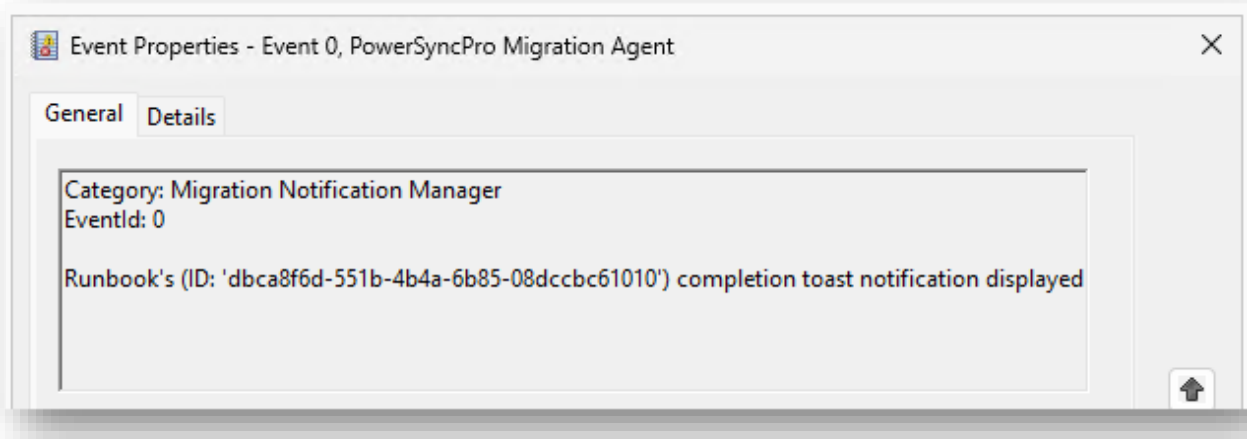 Event Properties - Event 0, PowerSyncPro Migration Agent
General Details
Category: Migration Notification Manager
EventId: 0
Runbook's (ID: 'dbca8f6d-551b-4b4a-6b85-08dccbc61010') completion toast notification displayed